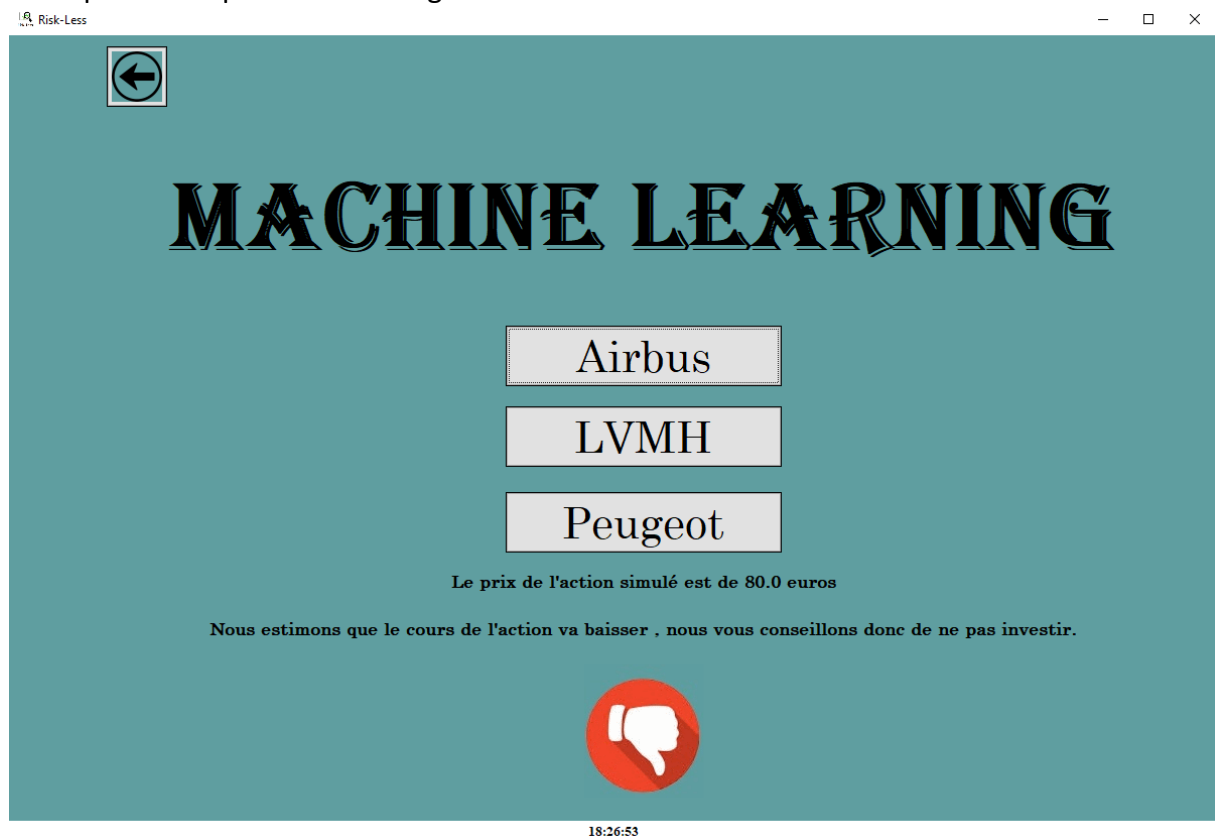 Risk-Less
MACHINE LEARNING
Airbus
LVMH
Peugeot
Le prix de l'action simulé est de 80.0 euros
Nous estimons que le cours de l'action va baisser , nous vous conseillons donc de ne pas investir.
18:26:53